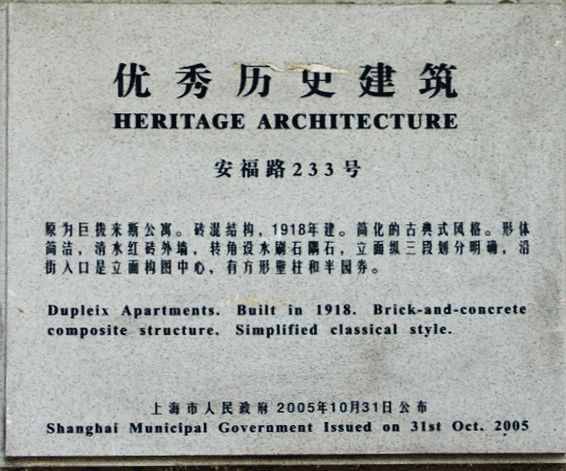 优秀历史建筑
HERITAGE ARCHITECTURE
安福路233号
原为巨拨来斯公寓。砖混结构，1918年建。简化的古典式风格。形体
简洁，清水红砖外墙，转角设水刷石隅石，立面纵三段划分明确，沿
街入口是立面构图中心，有方形壁柱和半园券。
Dupleix Apartments. Built in 1918. Brick-and-concrete
composite structure. Simplified classical style.
上海市人民政府 2005年10月31日公布
Shanghai Municipal Government Issued on 31st Oct. 2005